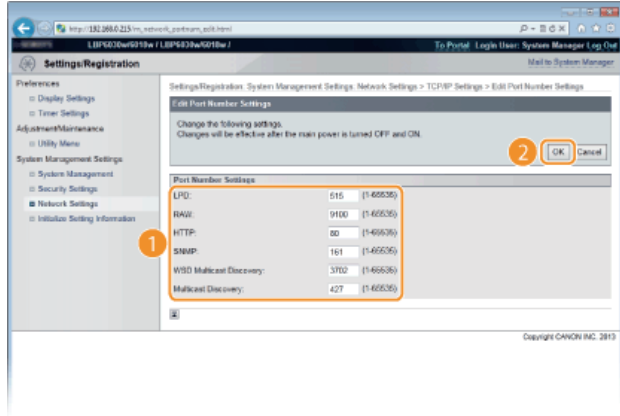 http://192.168.0.215/m_network_portnum_edit.html
LBP6030w/6018w / LBP6030w/6018w /
To Portal Login User: System Manager Log Out
Settings/Registration
Mail to System Manager
Preferences
Display Settings
Timer Settings
Adjustment/Maintenance
Utility Menu
System Management Settings
System Management
Security Settings
Network Settings
Initialize Setting Information
Settings/Registration: System Management Settings: Network Settings > TCP/IP Settings > Edit Port Number Settings
Edit Port Number Settings
Change the following settings.
Changes will be effective after the main power is turned OFF and ON.
2
OK Cancel
Port Number Settings
1
LPD: 515 (1-65535)
RAW: 9100 (1-65535)
HTTP: 80 (1-65535)
SNMP: 161 (1-65535)
WSD Multicast Discovery: 3702 (1-65535)
Multicast Discovery: 427 (1-65535)
Copyright CANON INC. 2013